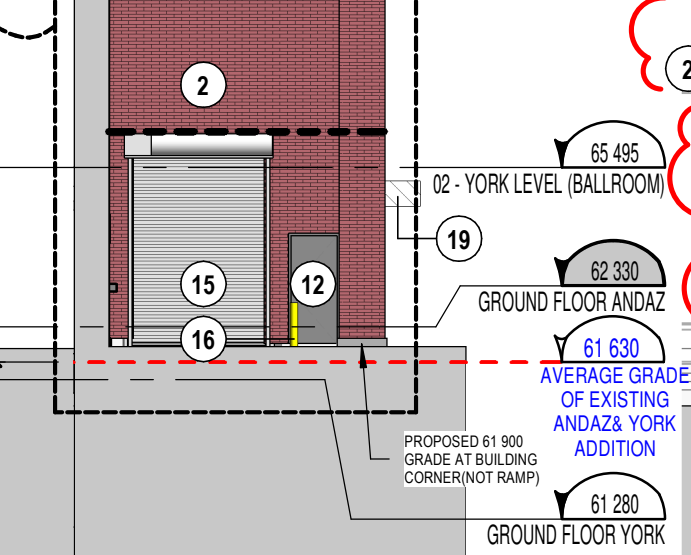 2
2
65 495
02 - YORK LEVEL (BALLROOM)
19
15
12
62 330
GROUND FLOOR ANDAZ
16
61 630
AVERAGE GRADE
OF EXISTING
ANDAZ& YORK
ADDITION
PROPOSED 61 900
GRADE AT BUILDING
CORNER(NOT RAMP)
61 280
GROUND FLOOR YORK